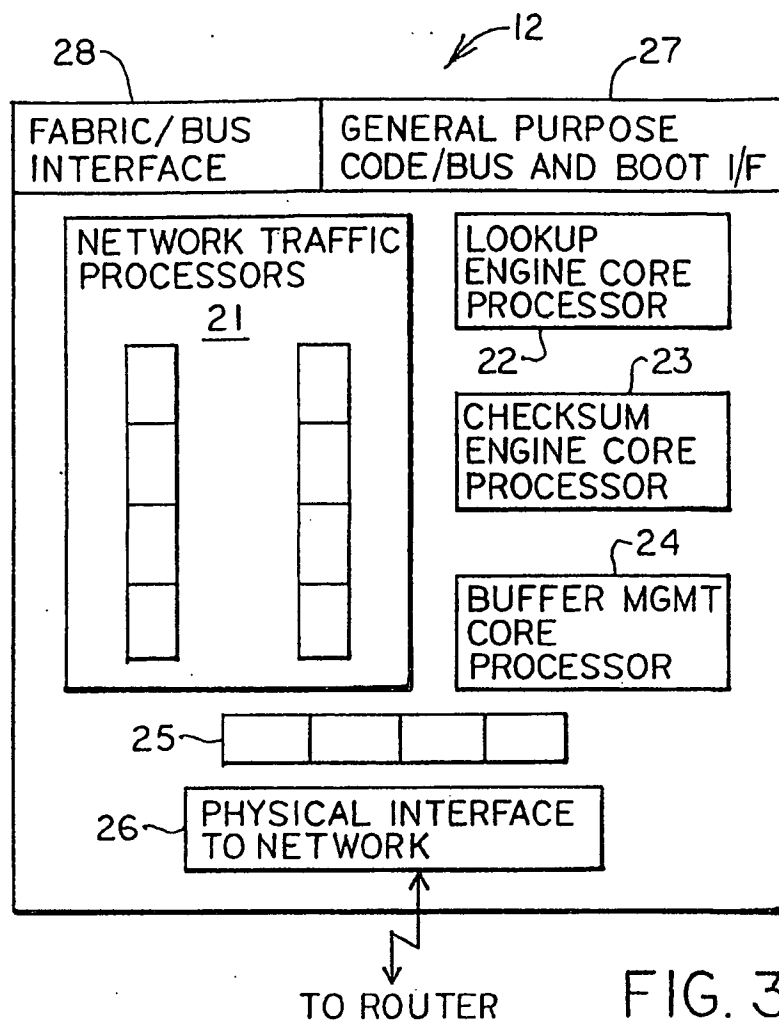 12
28
27
FABRIC/BUS
INTERFACE
GENERAL PURPOSE
CODE/BUS AND BOOT I/F
NETWORK TRAFFIC
PROCESSORS
21
LOOKUP
ENGINE CORE
PROCESSOR
22
23
CHECKSUM
ENGINE CORE
PROCESSOR
24
BUFFER MGMT
CORE
PROCESSOR
25
26
PHYSICAL INTERFACE
TO NETWORK
TO ROUTER
FIG. 3